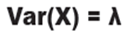 Var(X) = λ